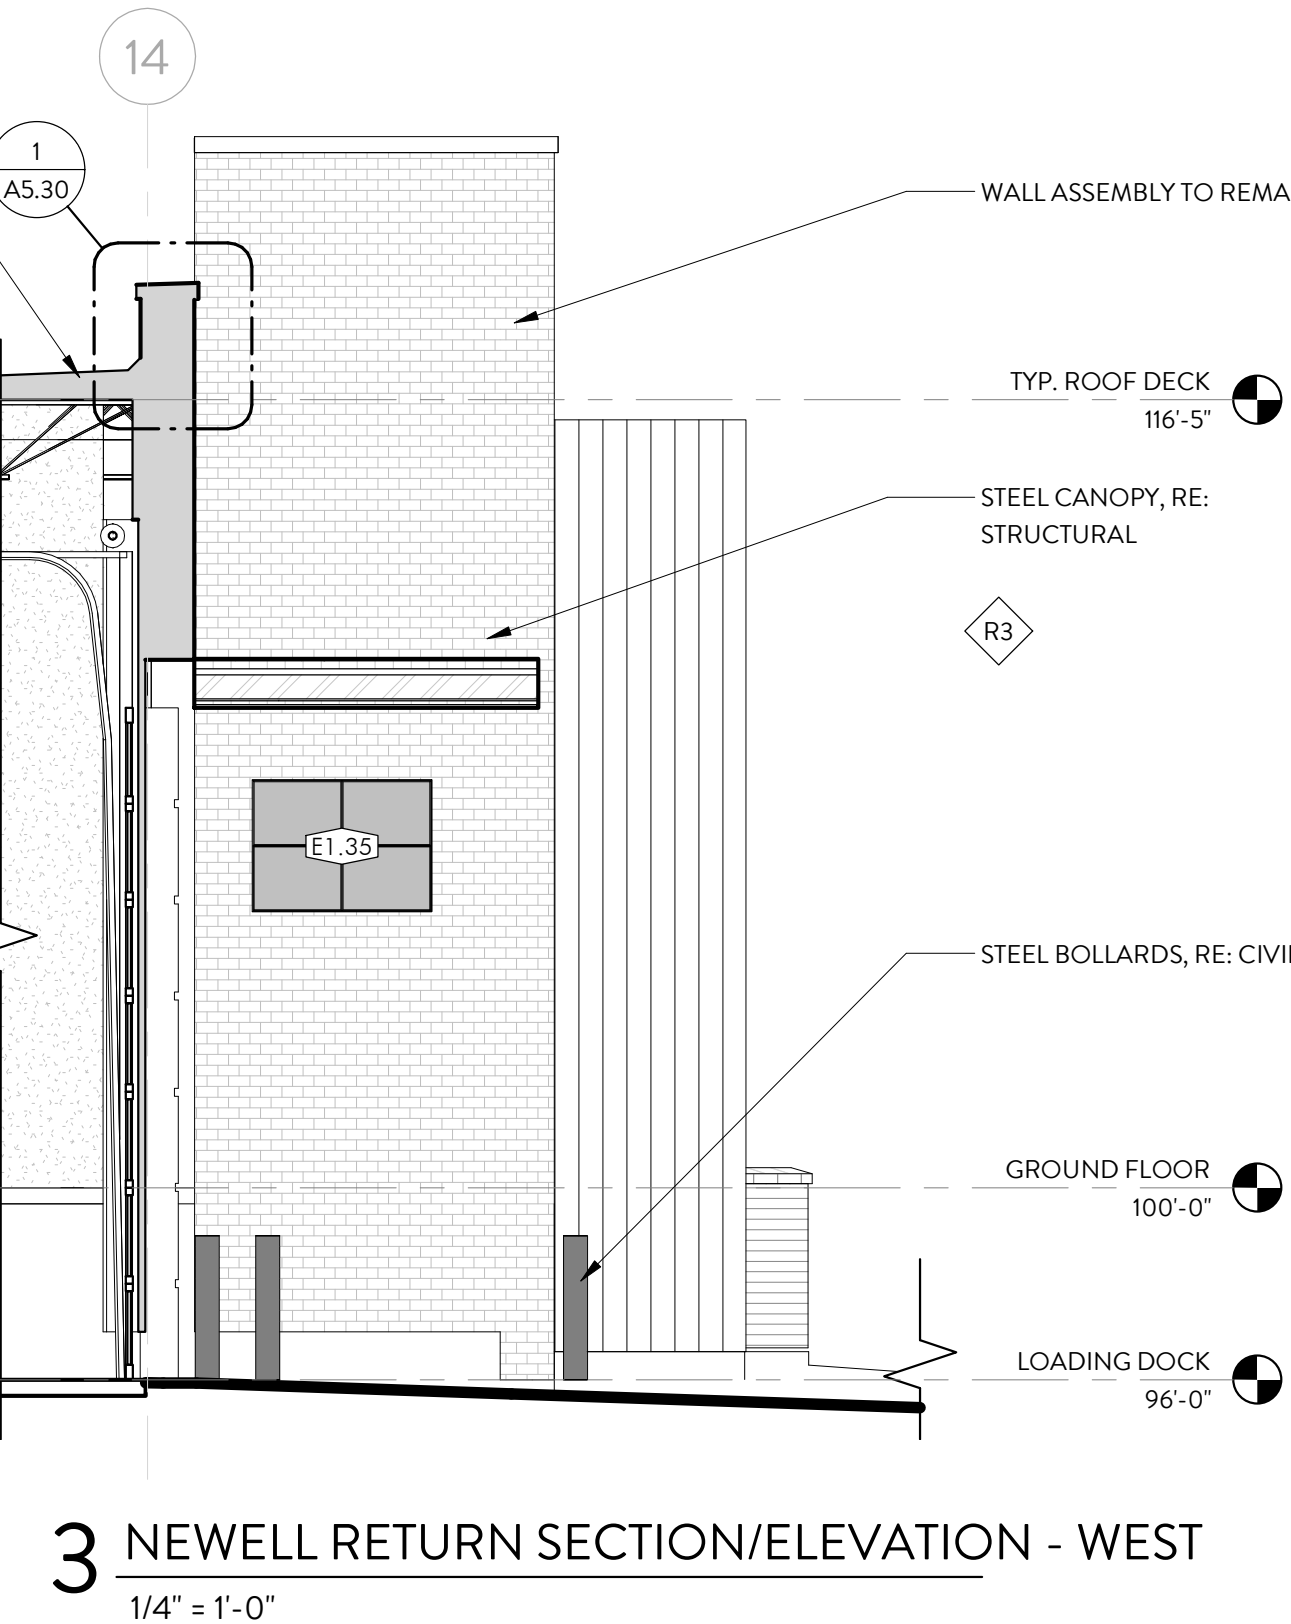 14
1
A5.30
WALL ASSEMBLY TO REMA
TYP. ROOF DECK
116'-5"
STEEL CANOPY, RE:
STRUCTURAL
R3
E1.35
STEEL BOLLARDS, RE: CIVI
GROUND FLOOR
100'-0"
LOADING DOCK
96'-0"
3 NEWELL RETURN SECTION/ELEVATION - WEST
1/4" = 1'-0"